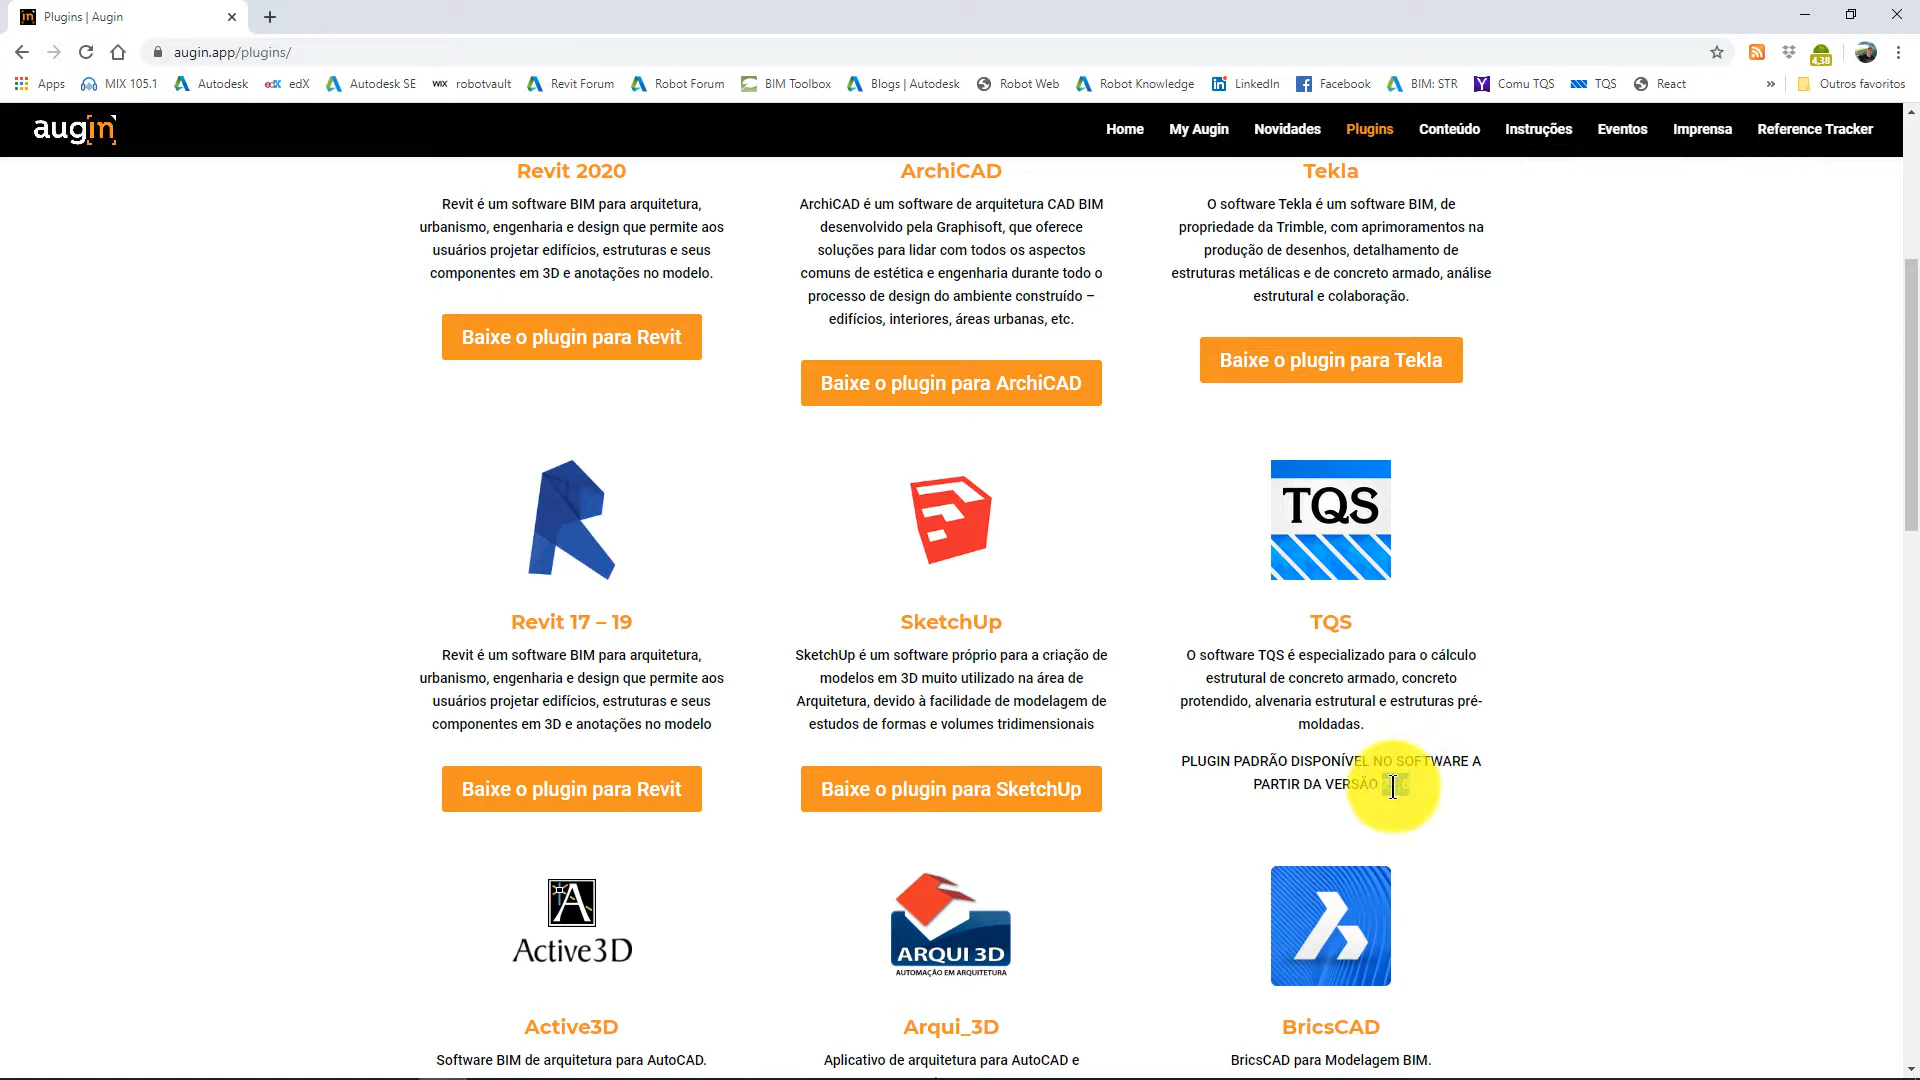 Plugins | Augin
augin.app/plugins/
4,38
Apps MIX 105.1 Autodesk edX Autodesk SE WIX robotvault Revit Forum Robot Forum BIM Toolbox Blogs | Autodesk Robot Web Robot Knowledge LinkedIn Facebook BIM: STR Comu TQS TQS React » Outros favoritos
augin Home My Augin Novidades Plugins Conteúdo Instruções Eventos Imprensa Reference Tracker
Revit 2020
Revit é um software BIM para arquitetura,
urbanismo, engenharia e design que permite aos
usuários projetar edifícios, estruturas e seus
componentes em 3D e anotações no modelo.
Baixe o plugin para Revit
ArchiCAD
ArchiCAD é um software de arquitetura CAD BIM
desenvolvido pela Graphisoft, que oferece
soluções para lidar com todos os aspectos
comuns de estética e engenharia durante todo o
processo de design do ambiente construído –
edifícios, interiores, áreas urbanas, etc.
Baixe o plugin para ArchiCAD
Tekla
O software Tekla é um software BIM, de
propriedade da Trimble, com aprimoramentos na
produção de desenhos, detalhamento de
estruturas metálicas e de concreto armado, análise
estrutural e colaboração.
Baixe o plugin para Tekla
Revit 17 – 19
Revit é um software BIM para arquitetura,
urbanismo, engenharia e design que permite aos
usuários projetar edifícios, estruturas e seus
componentes em 3D e anotações no modelo
Baixe o plugin para Revit
SketchUp
SketchUp é um software próprio para a criação de
modelos em 3D muito utilizado na área de
Arquitetura, devido à facilidade de modelagem de
estudos de formas e volumes tridimensionais
Baixe o plugin para SketchUp
TQS
TQS
O software TQS é especializado para o cálculo
estrutural de concreto armado, concreto
protendido, alvenaria estrutural e estruturas pré-
moldadas.
PLUGIN PADRÃO DISPONÍVEL NO SOFTWARE A
PARTIR DA VERSÃO
A
Active3D
Active3D
Software BIM de arquitetura para AutoCAD.
ARQUI 3D
AUTOMAÇÃO EM ARQUITETURA
Arqui_3D
Aplicativo de arquitetura para AutoCAD e
BricsCAD
BricsCAD para Modelagem BIM.